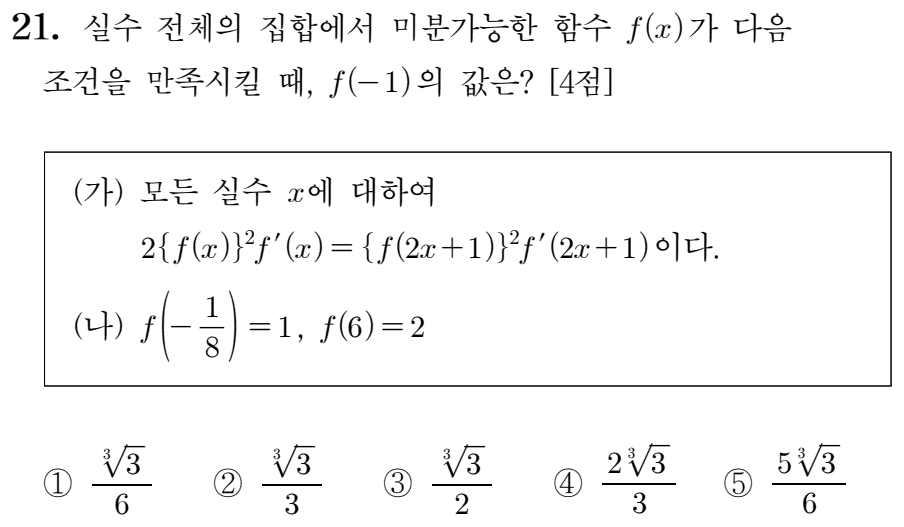 21. 실수 전체의 집합에서 미분가능한 함수 f(x)가 다음
조건을 만족시킬 때, f(−1)의 값은? [4점]
(가) 모든 실수 x에 대하여
2{f(x)}²f′(x)={f(2x+1)}²f′(2x+1)이다.
(나) f(−1/8)=1, f(6)=2
① ∛3/6 ② ∛3/3 ③ ∛3/2 ④ 2∛3/3 ⑤ 5∛3/6